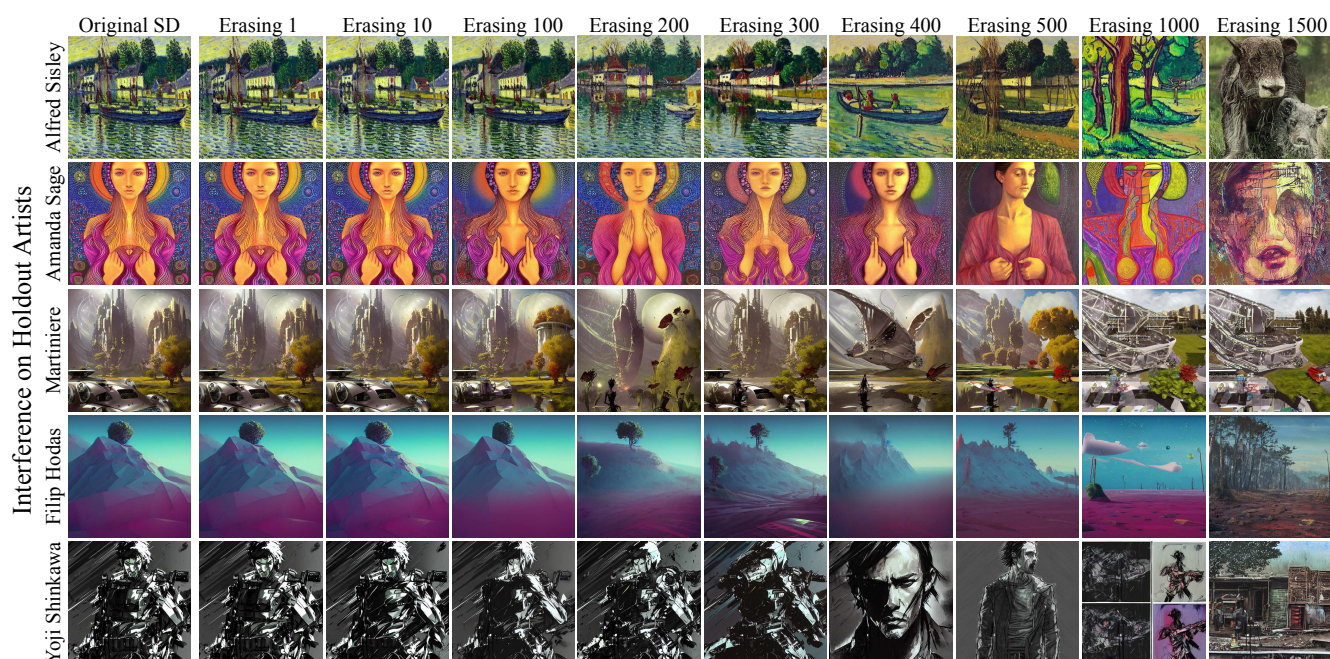 Original SD Erasing 1 Erasing 10 Erasing 100 Erasing 200 Erasing 300 Erasing 400 Erasing 500 Erasing 1000 Erasing 1500
Interference on Holdout Artists
Alfred Sisley
Amanda Sage
Martiniere
Filip Hodas
Yoji Shinkawa